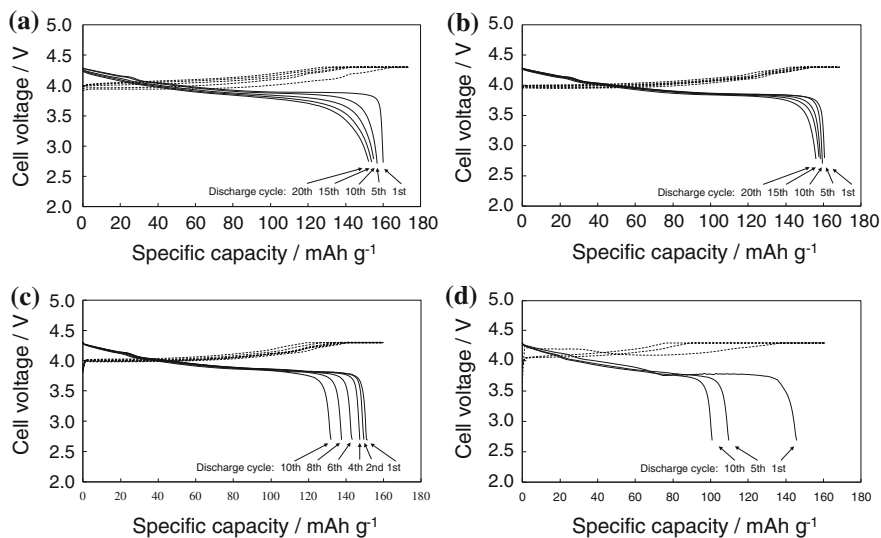 (a)
Cell voltage / V
5.0
4.5
4.0
3.5
3.0
2.5
2.0
Discharge cycle: 20th 15th 10th 5th 1st
0 20 40 60 80 100 120 140 160 180
Specific capacity / mAh g-1
(b)
Cell voltage / V
5.0
4.5
4.0
3.5
3.0
2.5
2.0
Discharge cycle: 20th 15th 10th 5th 1st
0 20 40 60 80 100 120 140 160 180
Specific capacity / mAh g-1
(c)
Cell voltage / V
5.0
4.5
4.0
3.5
3.0
2.5
2.0
Discharge cycle: 10th 8th 6th 4th 2nd 1st
0 20 40 60 80 100 120 140 160 180
Specific capacity / mAh g-1
(d)
Cell voltage / V
5.0
4.5
4.0
3.5
3.0
2.5
2.0
Discharge cycle: 10th 5th 1st
0 20 40 60 80 100 120 140 160 180
Specific capacity / mAh g-1